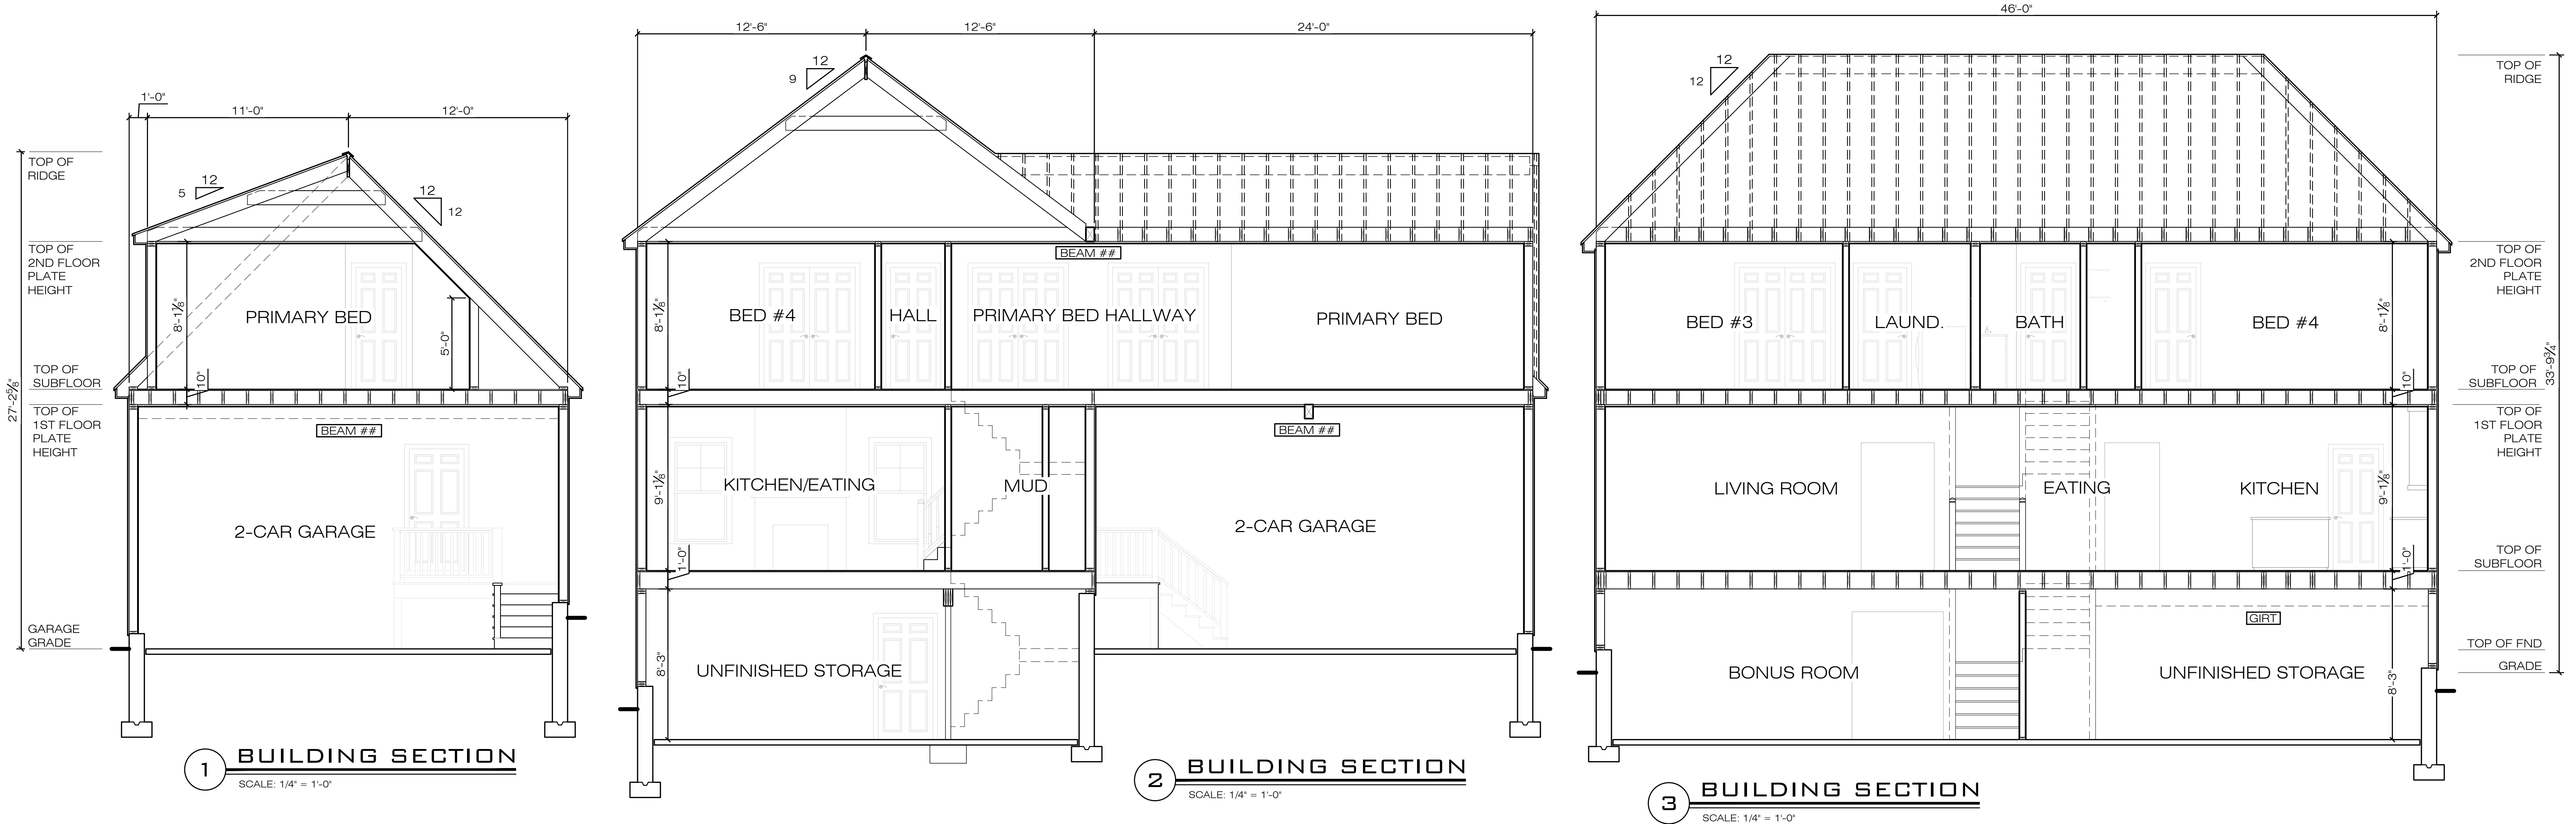 1'-0"
11'-0"
12'-0"
12
5
12
12
TOP OF
RIDGE
TOP OF
2ND FLOOR
PLATE
HEIGHT
TOP OF
SUBFLOOR
TOP OF
1ST FLOOR
PLATE
HEIGHT
GARAGE
GRADE
27'-2⅝"
8'-1⅛"
PRIMARY BED
5'-0"
10"
BEAM ##
2-CAR GARAGE
1
BUILDING SECTION
SCALE: 1/4" = 1'-0"
12'-6"
12'-6"
24'-0"
12
9
BEAM ##
8'-1⅛"
BED #4
HALL
PRIMARY BED HALLWAY
PRIMARY BED
10"
BEAM ##
9'-1⅛"
KITCHEN/EATING
MUD
2-CAR GARAGE
1'-0"
8'-3"
UNFINISHED STORAGE
2
BUILDING SECTION
SCALE: 1/4" = 1'-0"
46'-0"
12
12
BED #3
LAUND.
BATH
BED #4
8'-1⅛"
10"
LIVING ROOM
EATING
KITCHEN
9'-1⅛"
1'-0"
GIRT
BONUS ROOM
UNFINISHED STORAGE
8'-3"
TOP OF
RIDGE
TOP OF
2ND FLOOR
PLATE
HEIGHT
33'-9¾"
TOP OF
SUBFLOOR
TOP OF
1ST FLOOR
PLATE
HEIGHT
TOP OF
SUBFLOOR
TOP OF FND
GRADE
3
BUILDING SECTION
SCALE: 1/4" = 1'-0"